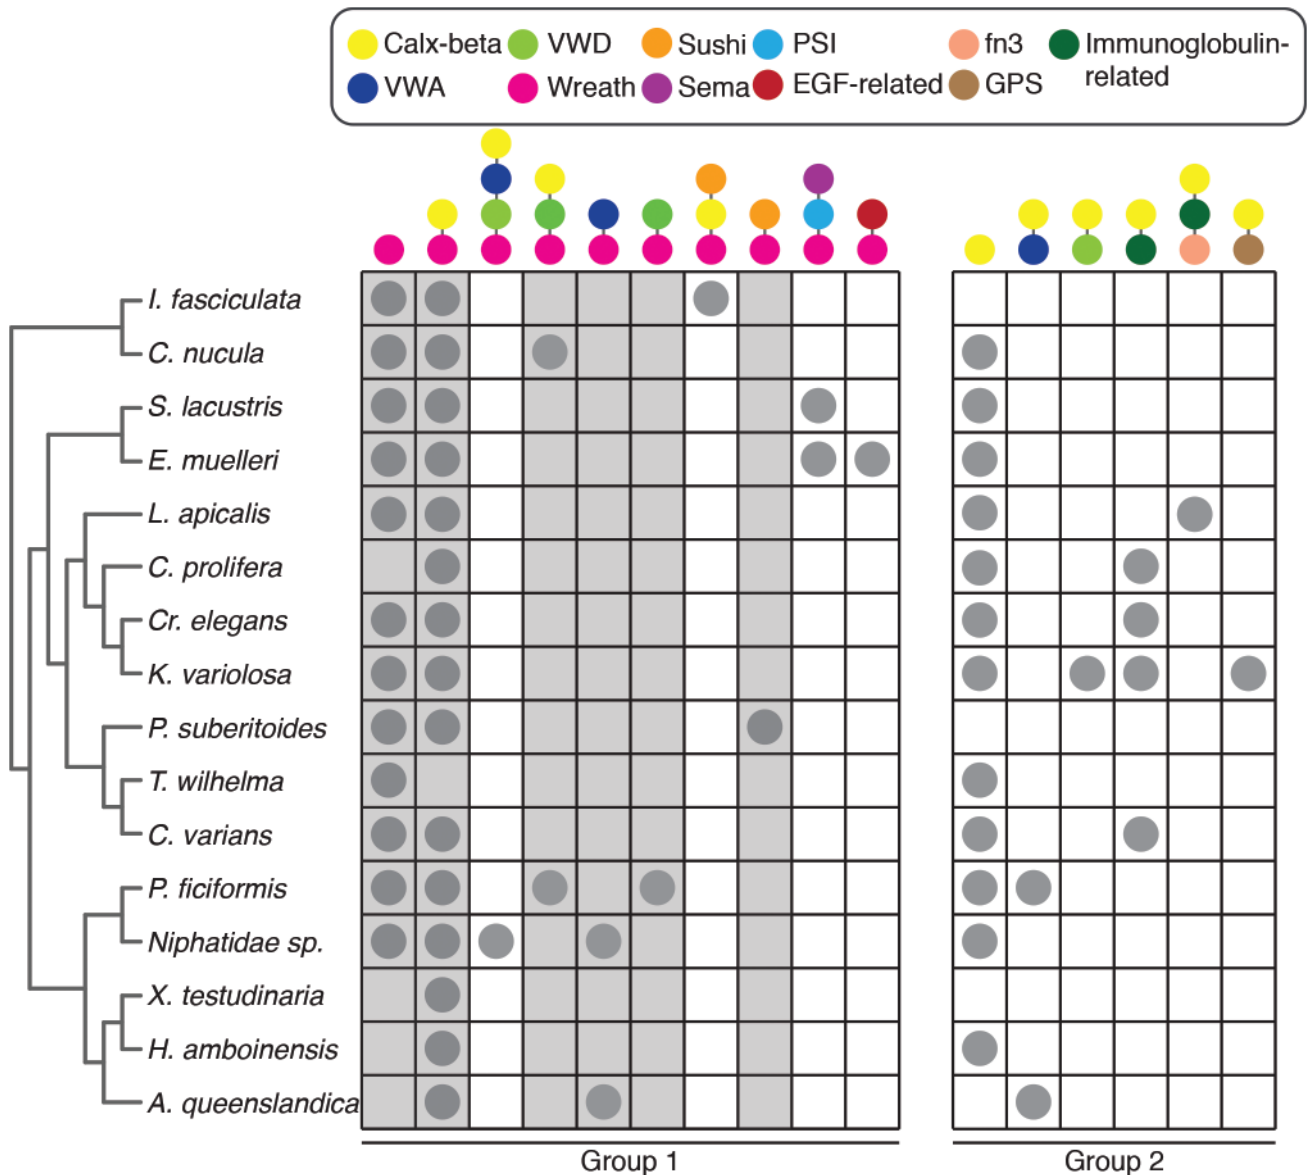 Calx-beta VWD Sushi PSI fn3 Immunoglobulin-
VWA Wreath Sema EGF-related GPS related
I. fasciculata
C. nucula
S. lacustris
E. muelleri
L. apicalis
C. prolifera
Cr. elegans
K. variolosa
P. suberitoides
T. wilhelma
C. varians
P. ficiformis
Niphatidae sp.
X. testudinaria
H. amboinensis
A. queenslandica
Group 1 Group 2